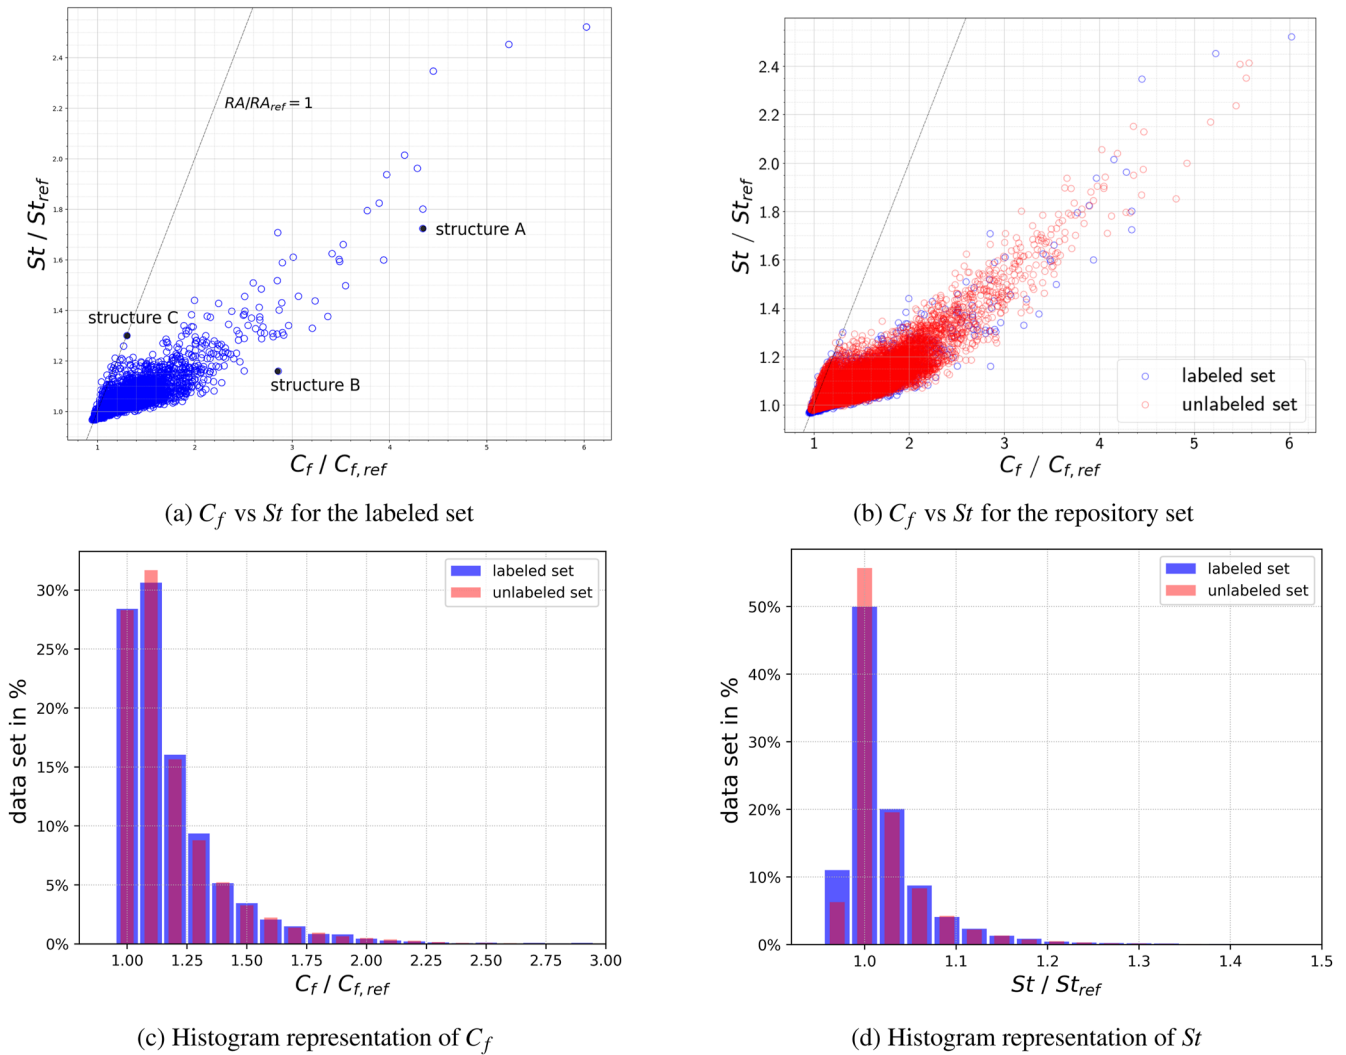 2.4
2.2
2.0
1.8
1.6
1.4
1.2
1.0
1
2
3
4
5
6
St / St_ref
C_f / C_{f,ref}
RA/RA_ref = 1
structure A
structure C
structure B
(a) C_f vs St for the labeled set
2.4
2.2
2.0
1.8
1.6
1.4
1.2
1.0
1
2
3
4
5
6
St / St_ref
C_f / C_{f,ref}
labeled set
unlabeled set
(b) C_f vs St for the repository set
30%
25%
20%
15%
10%
5%
0%
data set in %
1.00
1.25
1.50
1.75
2.00
2.25
2.50
2.75
3.00
C_f / C_{f,ref}
labeled set
unlabeled set
(c) Histogram representation of C_f
50%
40%
30%
20%
10%
0%
data set in %
1.0
1.1
1.2
1.3
1.4
1.5
St / St_ref
labeled set
unlabeled set
(d) Histogram representation of St